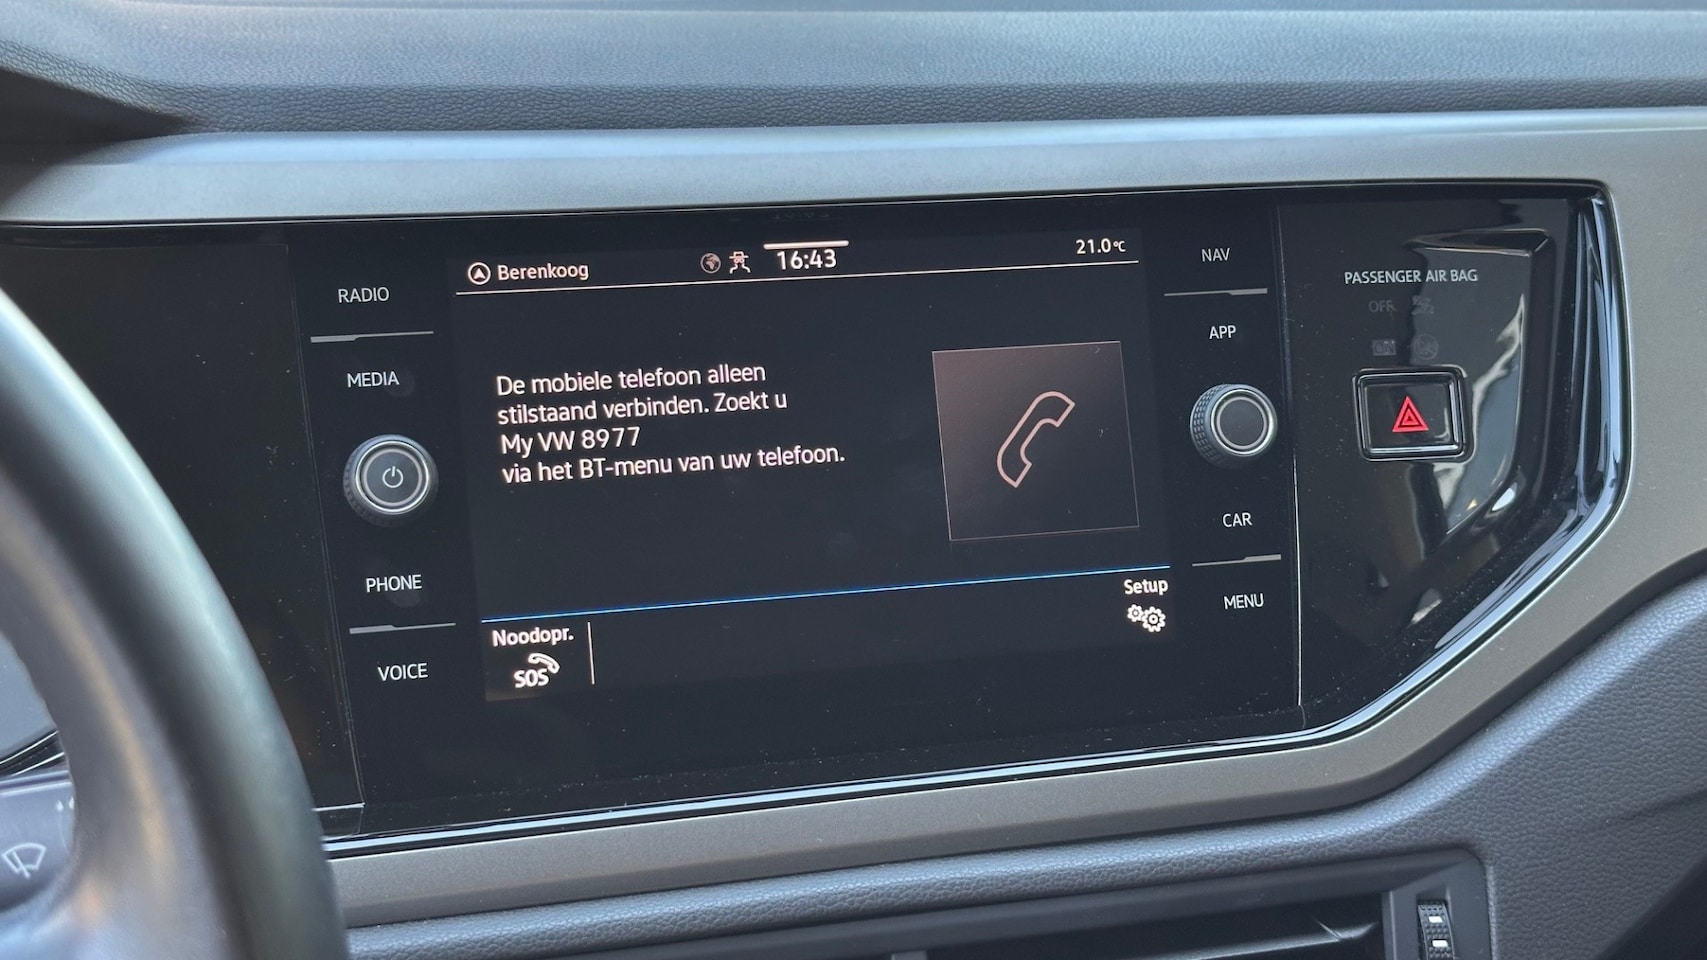 Berenkoog
16:43
21.0°C
RADIO
MEDIA
PHONE
VOICE
De mobiele telefoon alleen
stilstaand verbinden. Zoekt u
My VW 8977
via het BT-menu van uw telefoon.
Noodopr.
SOS
Setup
NAV
APP
CAR
MENU
PASSENGER AIR BAG
OFF
ON